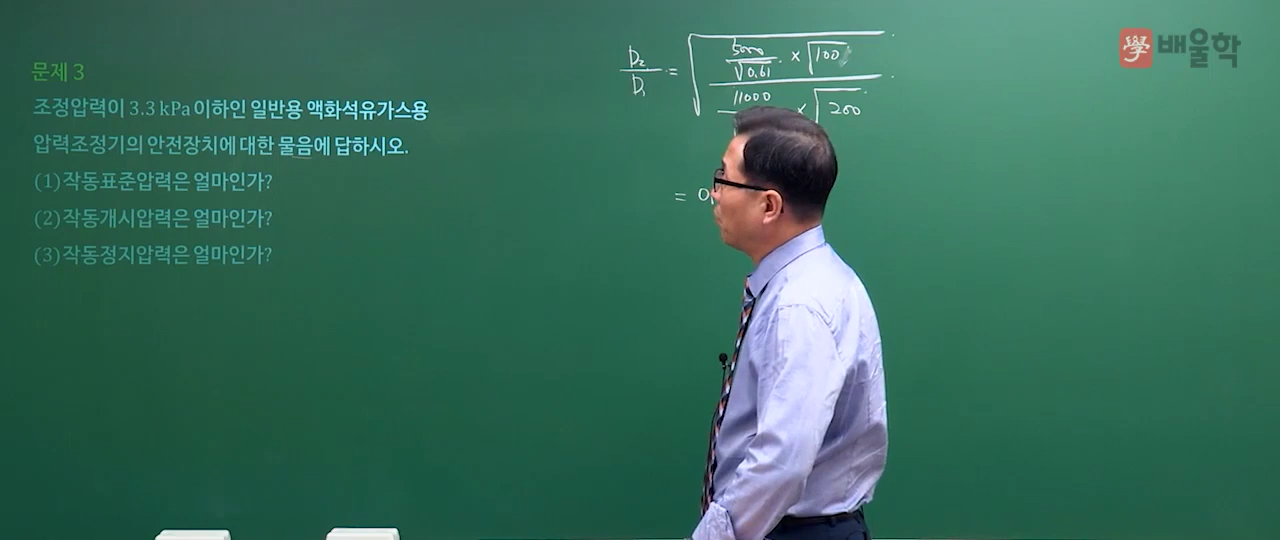 문제 3
조정압력이 3.3 kPa 이하인 일반용 액화석유가스용
압력조정기의 안전장치에 대한 물음에 답하시오.
(1) 작동표준압력은 얼마인가?
(2) 작동개시압력은 얼마인가?
(3) 작동정지압력은 얼마인가?
D₂
D₁
=
5000
√0.61
× √100
11000
× √200
= 0.
學 배울학